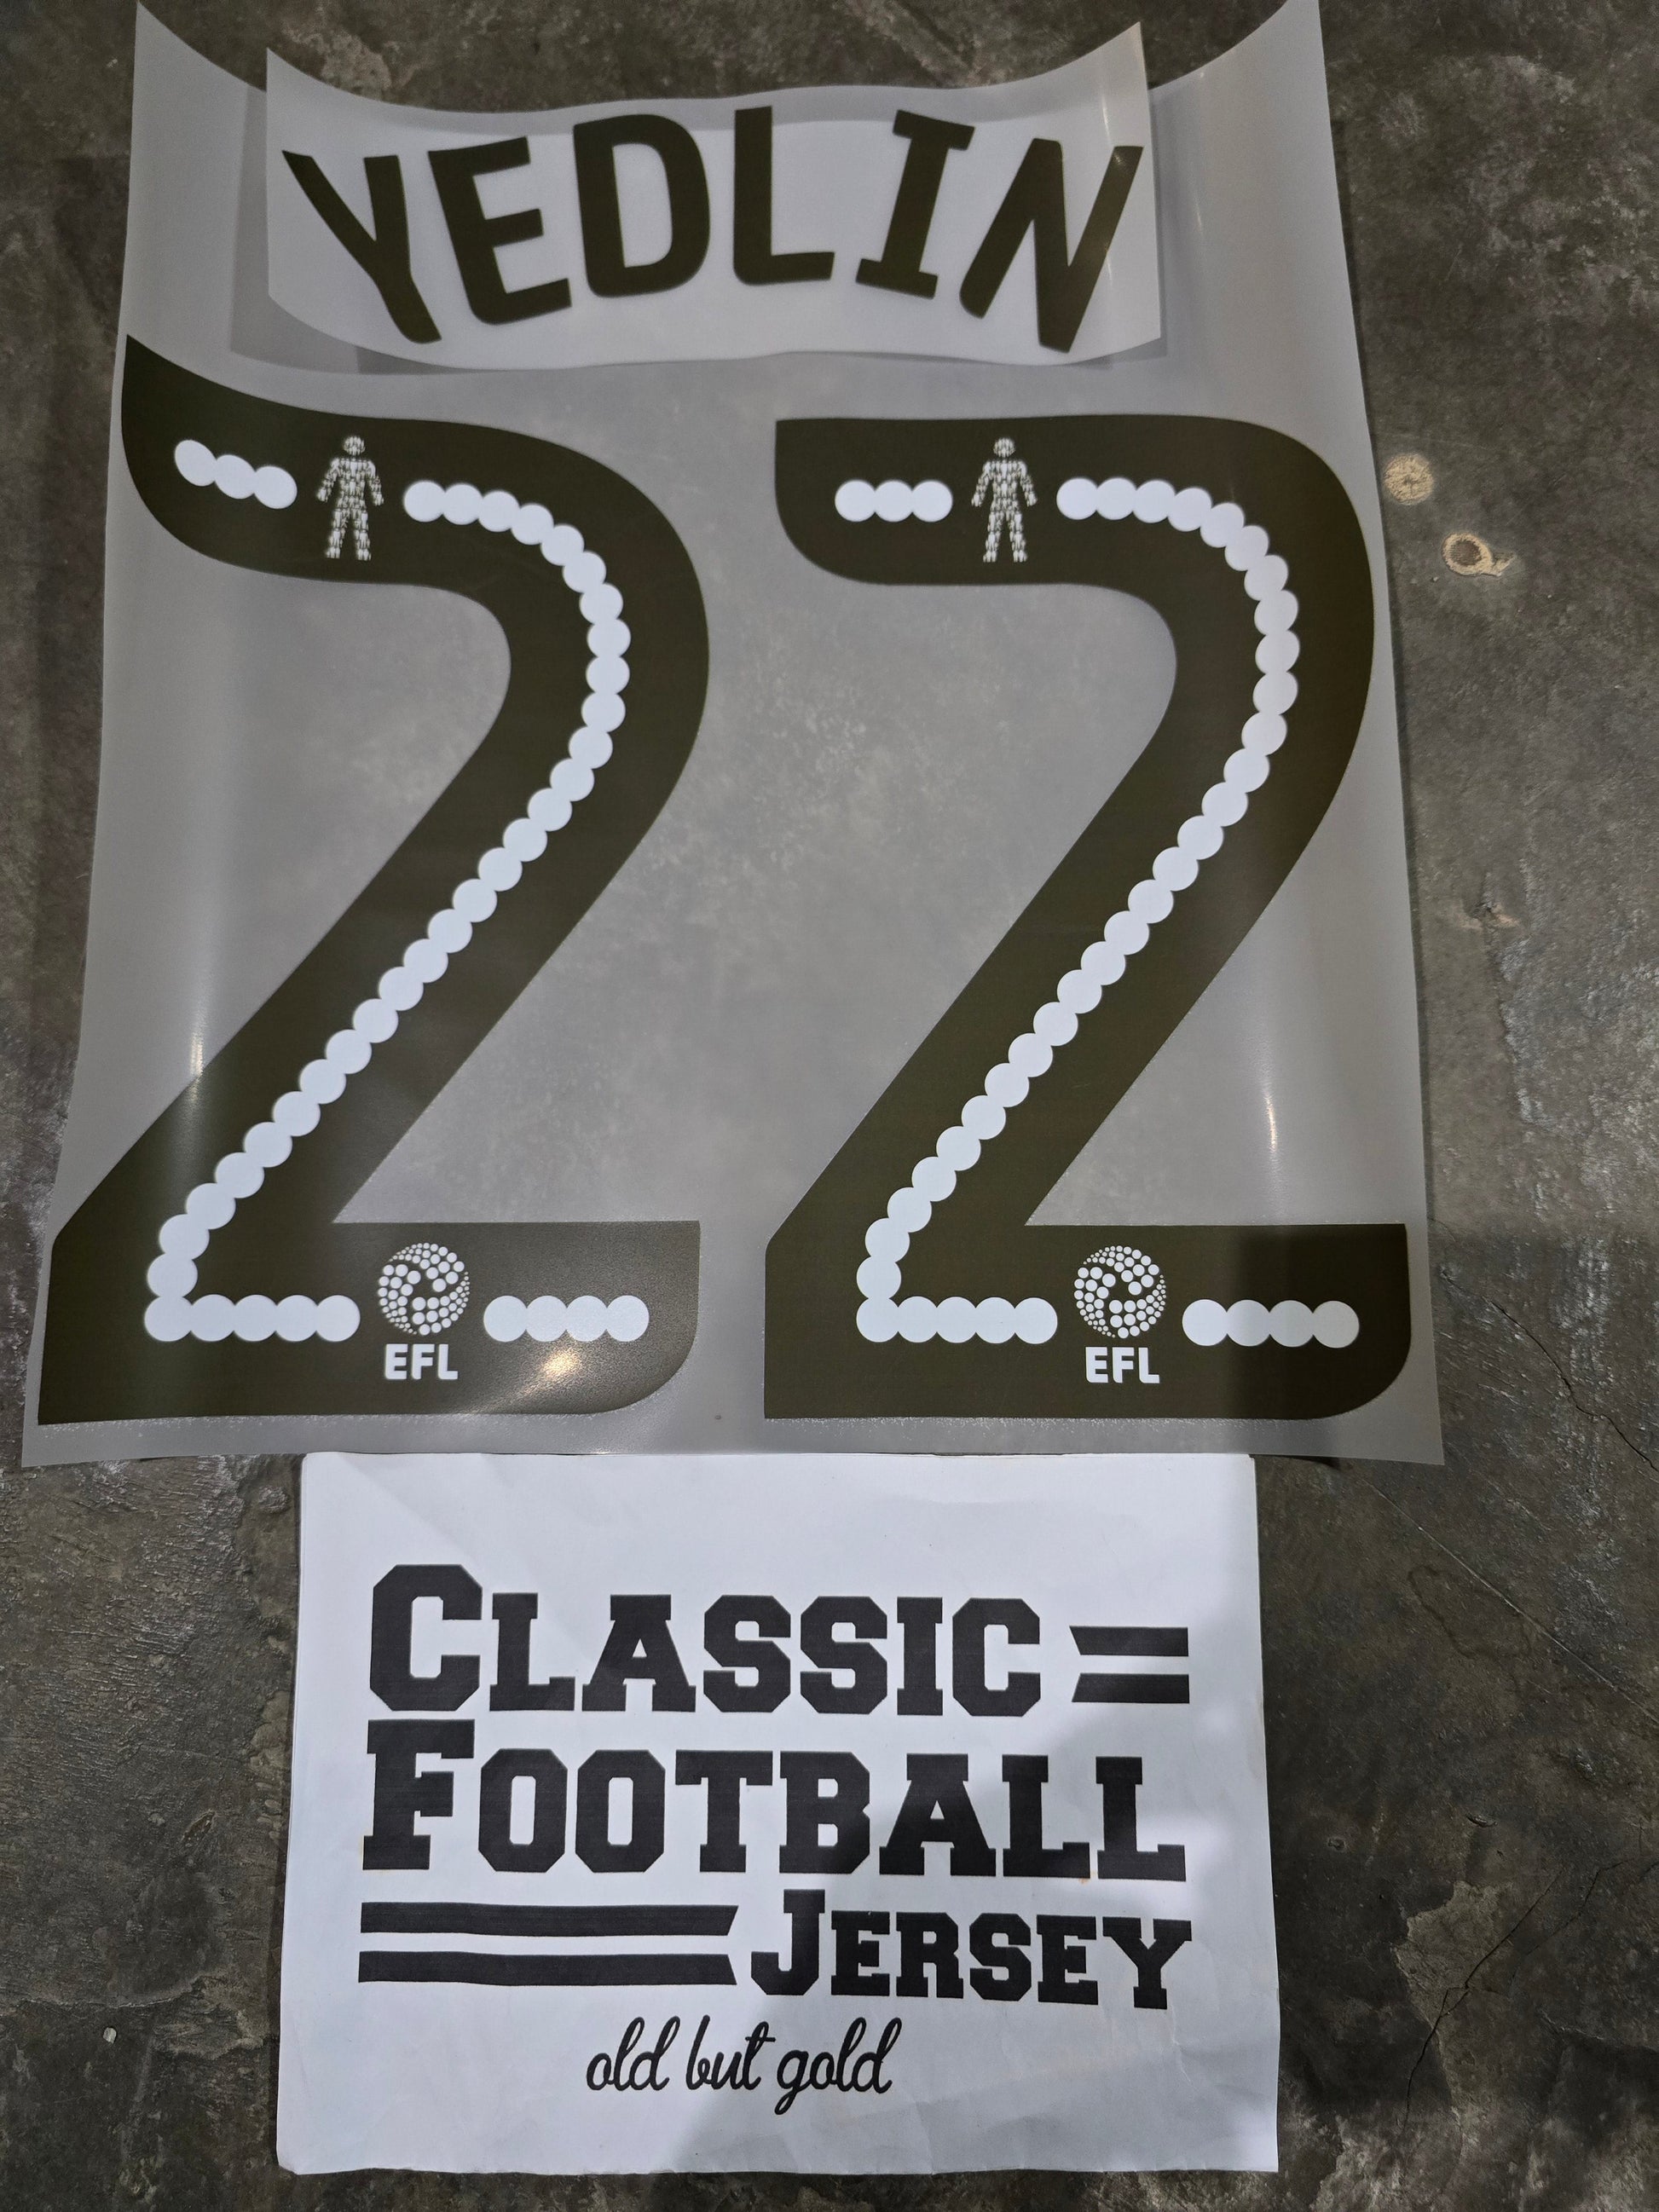 YEDLIN
22
EFL EFL
CLASSIC
FOOTBALL
JERSEY
old but gold